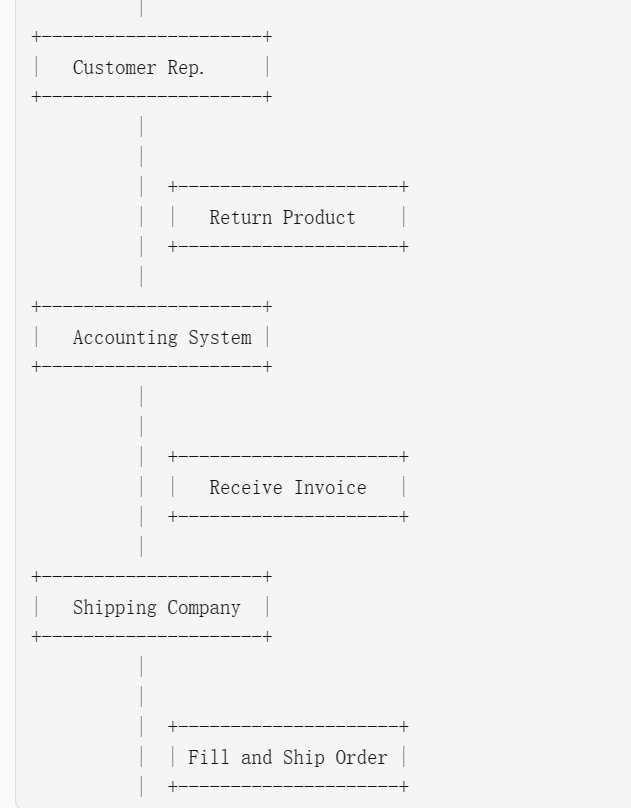 Customer Rep.
Return Product
Accounting System
Receive Invoice
Shipping Company
Fill and Ship Order